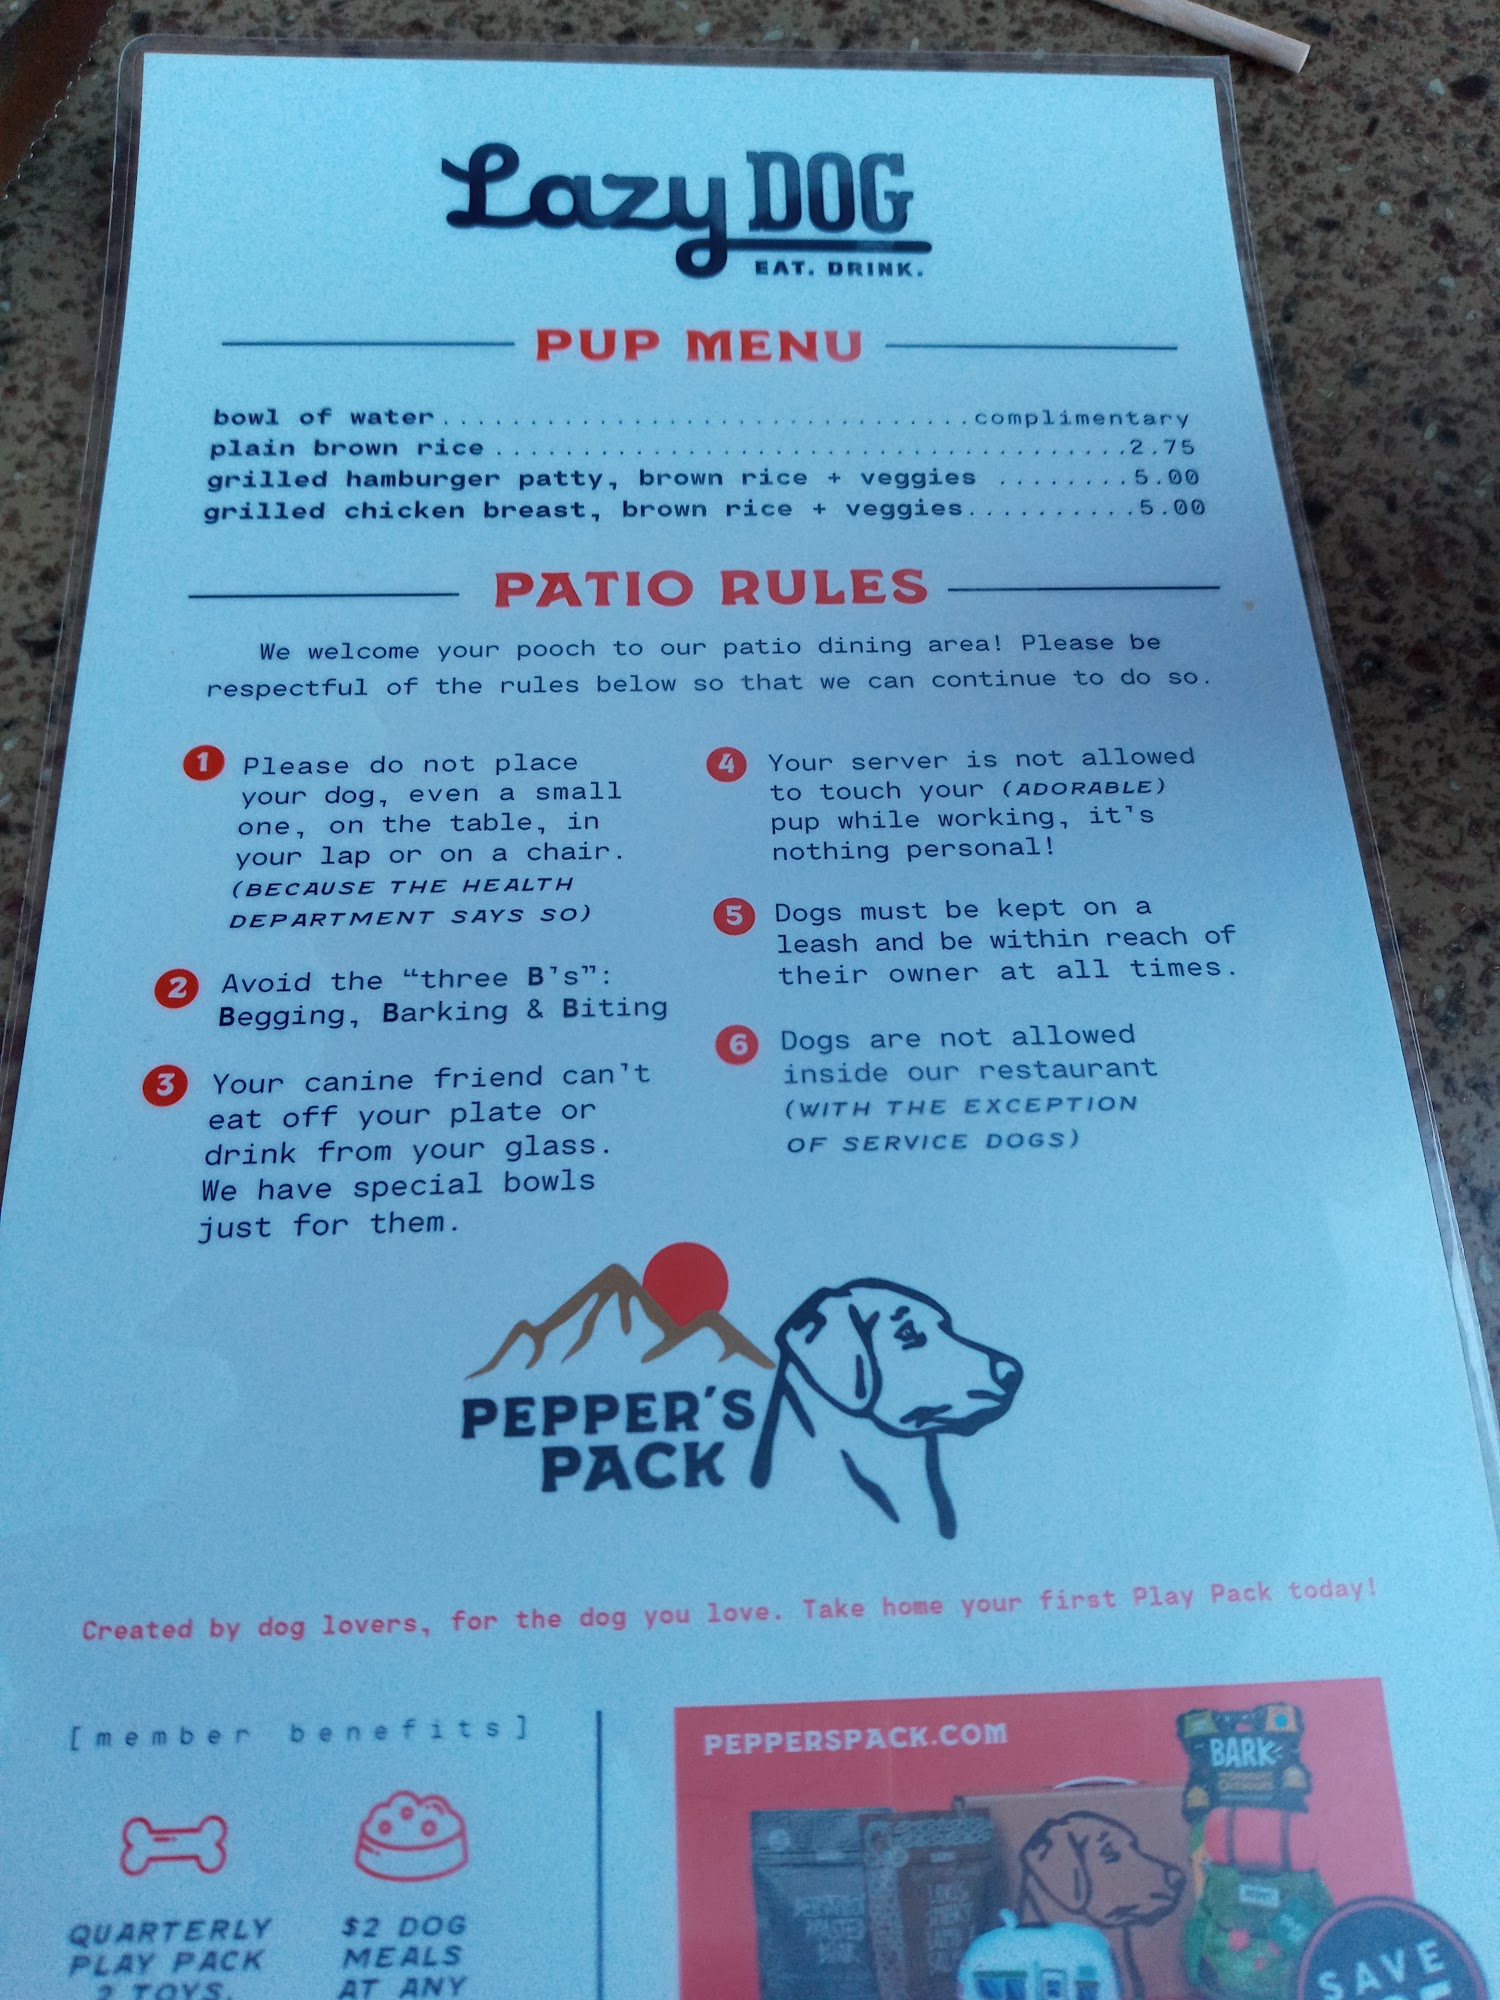 Lazy DOG
EAT. DRINK.
PUP MENU
bowl of water..............................complimentary
plain brown rice....................................2.75
grilled hamburger patty, brown rice + veggies ........5.00
grilled chicken breast, brown rice + veggies..........5.00
PATIO RULES
We welcome your pooch to our patio dining area! Please be
respectful of the rules below so that we can continue to do so.
1 Please do not place
your dog, even a small
one, on the table, in
your lap or on a chair.
(BECAUSE THE HEALTH
DEPARTMENT SAYS SO)
2 Avoid the “three B's”:
Begging, Barking & Biting
3 Your canine friend can't
eat off your plate or
drink from your glass.
We have special bowls
just for them.
4 Your server is not allowed
to touch your (ADORABLE)
pup while working, it's
nothing personal!
5 Dogs must be kept on a
leash and be within reach of
their owner at all times.
6 Dogs are not allowed
inside our restaurant
(WITH THE EXCEPTION
OF SERVICE DOGS)
PEPPER'S
PACK
Created by dog lovers, for the dog you love. Take home your first Play Pack today!
[member benefits]
QUARTERLY
PLAY PACK
2 TOYS,
$2 DOG
MEALS
AT ANY
PEPPERSPACK.COM
BARK
SAVE